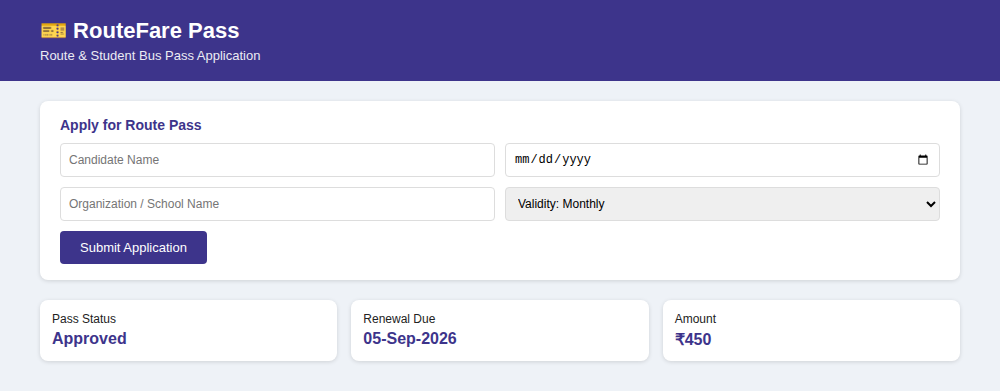 🎫 RouteFare Pass
Route & Student Bus Pass Application
Apply for Route Pass
Candidate Name
mm/dd/yyyy
Organization / School Name
Validity: Monthly
Submit Application
Pass Status
Approved
Renewal Due
05-Sep-2026
Amount
₹450